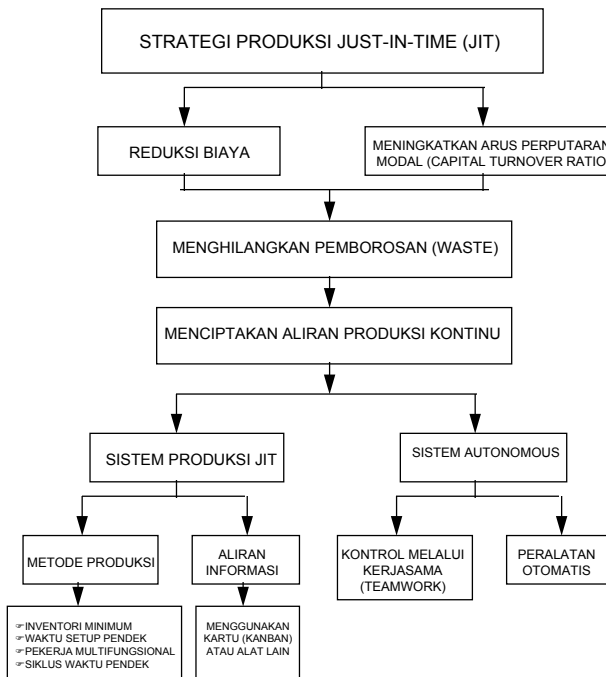 STRATEGI PRODUKSI JUST-IN-TIME (JIT)
REDUKSI BIAYA
MENINGKATKAN ARUS PERPUTARAN
MODAL (CAPITAL TURNOVER RATIO
MENGHILANGKAN PEMBOROSAN (WASTE)
MENCIPTAKAN ALIRAN PRODUKSI KONTINU
SISTEM PRODUKSI JIT
SISTEM AUTONOMOUS
METODE PRODUKSI
ALIRAN
INFORMASI
KONTROL MELALUI
KERJASAMA
(TEAMWORK)
PERALATAN
OTOMATIS
☞INVENTORI MINIMUM
☞WAKTU SETUP PENDEK
☞PEKERJA MULTIFUNGSIONAL
☞SIKLUS WAKTU PENDEK
MENGGUNAKAN
KARTU (KANBAN)
ATAU ALAT LAIN